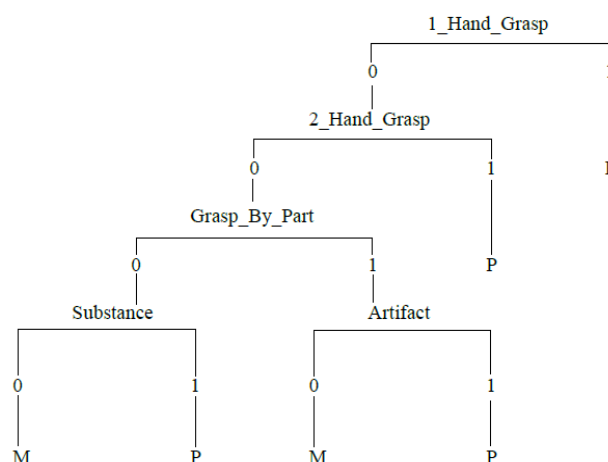 1_Hand_Grasp
0
2_Hand_Grasp
0 1
Grasp_By_Part
0 1 P
Substance Artifact
0 1 0 1
M P M P